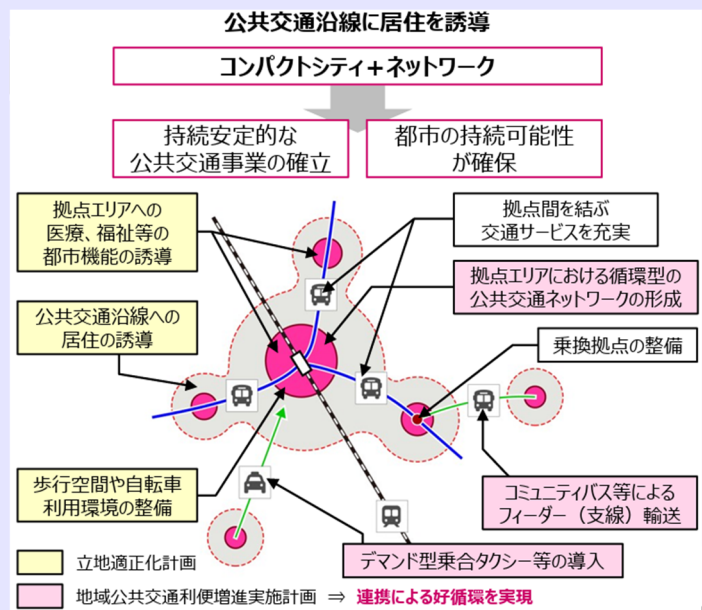 公共交通沿線に居住を誘導
コンパクトシティ+ネットワーク
持続安定的な
公共交通事業の確立
都市の持続可能性
が確保
拠点エリアへの
医療、福祉等の
都市機能の誘導
拠点間を結ぶ
交通サービスを充実
拠点エリアにおける循環型の
公共交通ネットワークの形成
公共交通沿線への
居住の誘導
乗換拠点の整備
歩行空間や自転車
利用環境の整備
コミュニティバス等による
フィーダー(支線)輸送
デマンド型乗合タクシー等の導入
立地適正化計画
地域公共交通利便増進実施計画 ⇒ 連携による好循環を実現